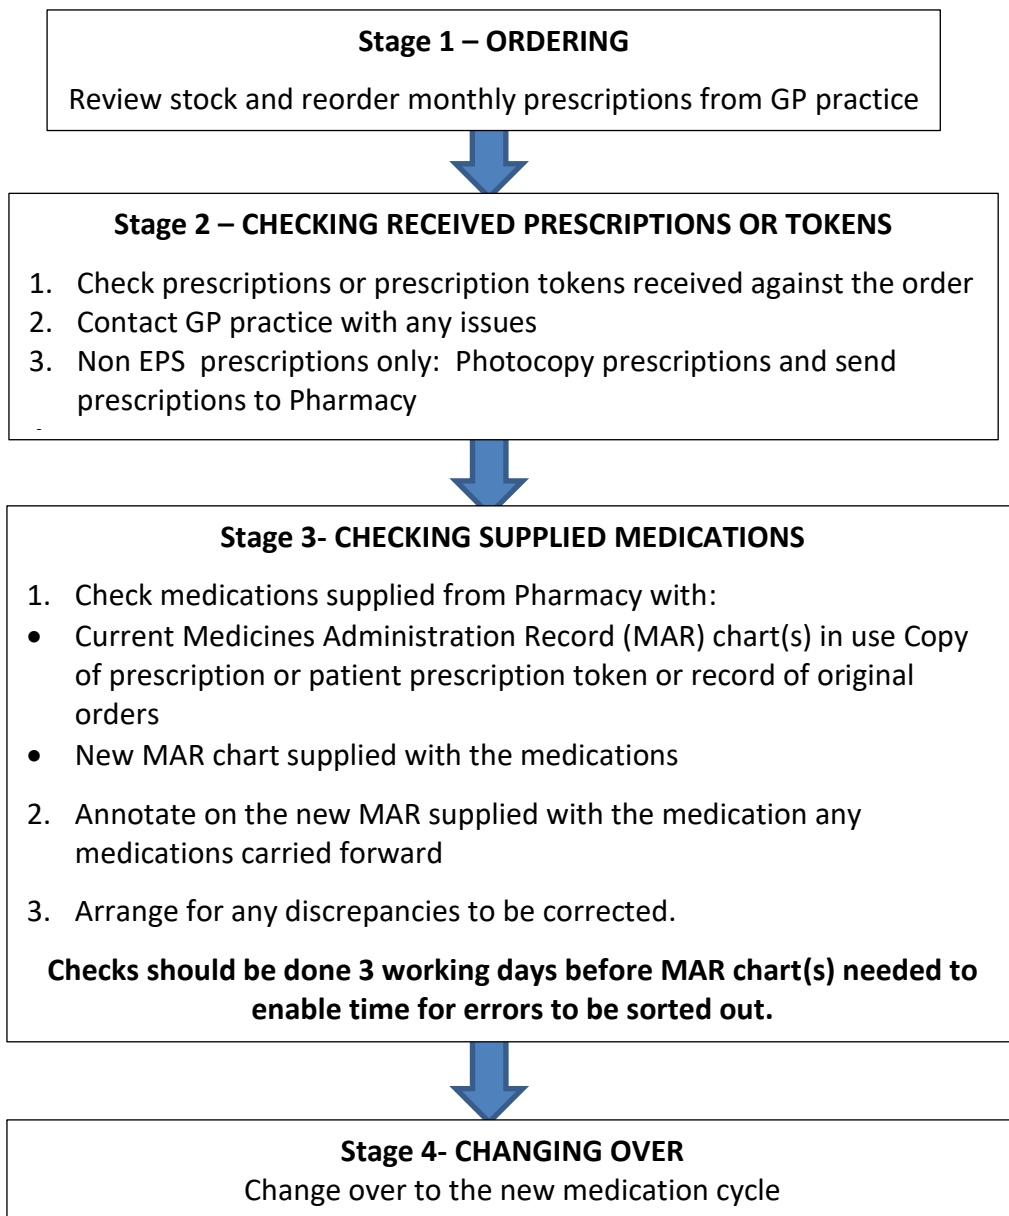 Stage 1 – ORDERING
Review stock and reorder monthly prescriptions from GP practice
Stage 2 – CHECKING RECEIVED PRESCRIPTIONS OR TOKENS
1. Check prescriptions or prescription tokens received against the order
2. Contact GP practice with any issues
3. Non EPS  prescriptions only:  Photocopy prescriptions and send
prescriptions to Pharmacy
Stage 3- CHECKING SUPPLIED MEDICATIONS
1. Check medications supplied from Pharmacy with:
• Current Medicines Administration Record (MAR) chart(s) in use Copy
of prescription or patient prescription token or record of original
orders
• New MAR chart supplied with the medications
2. Annotate on the new MAR supplied with the medication any
medications carried forward
3. Arrange for any discrepancies to be corrected.
Checks should be done 3 working days before MAR chart(s) needed to
enable time for errors to be sorted out.
Stage 4- CHANGING OVER
Change over to the new medication cycle